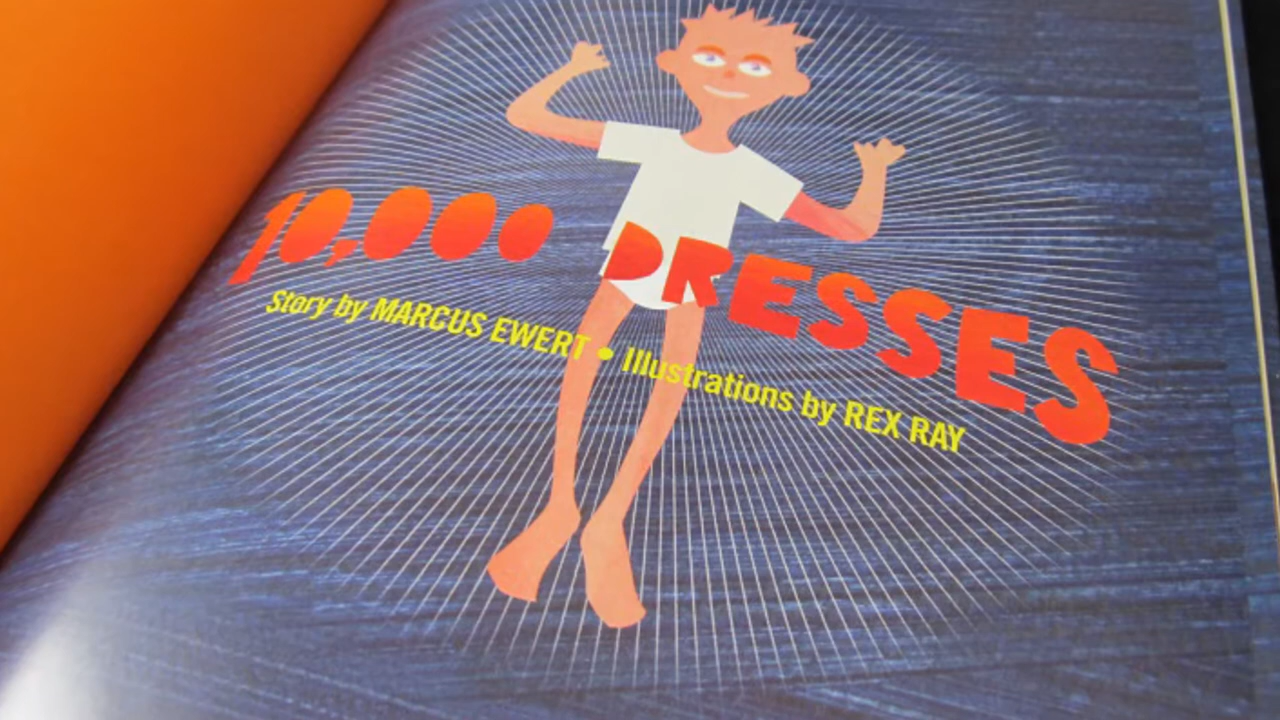 10,000 DRESSES
Story by MARCUS EWERT • Illustrations by REX RAY